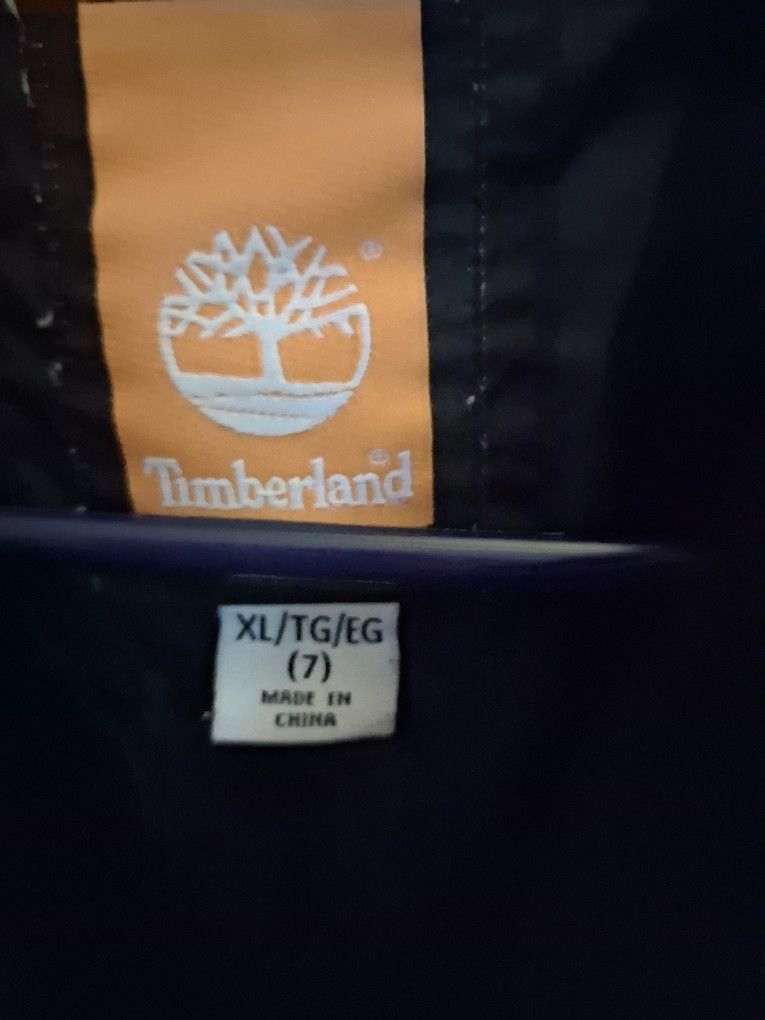 ®
Timberland®
XL/TG/EG
(7)
MADE IN
CHINA